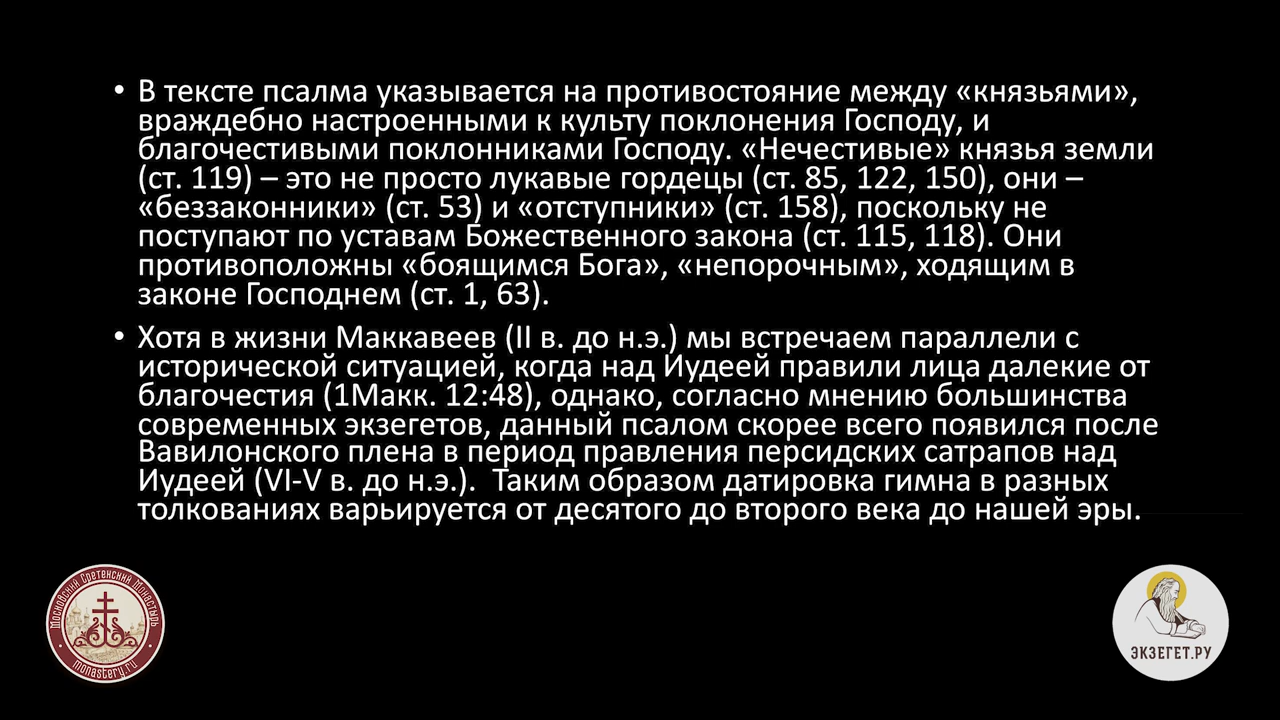 • В тексте псалма указывается на противостояние между «князьями»,
враждебно настроенными к культу поклонения Господу, и
благочестивыми поклонниками Господу. «Нечестивые» князья земли
(ст. 119) – это не просто лукавые гордецы (ст. 85, 122, 150), они –
«беззаконники» (ст. 53) и «отступники» (ст. 158), поскольку не
поступают по уставам Божественного закона (ст. 115, 118). Они
противоположны «боящимся Бога», «непорочным», ходящим в
законе Господнем (ст. 1, 63).
• Хотя в жизни Маккавеев (II в. до н.э.) мы встречаем параллели с
исторической ситуацией, когда над Иудеей правили лица далекие от
благочестия (1Макк. 12:48), однако, согласно мнению большинства
современных экзегетов, данный псалом скорее всего появился после
Вавилонского плена в период правления персидских сатрапов над
Иудеей (VI-V в. до н.э.).  Таким образом датировка гимна в разных
толкованиях варьируется от десятого до второго века до нашей эры.
Московский Сретенский Монастырь
monastery.ru
ЭКЗЕГЕТ.РУ